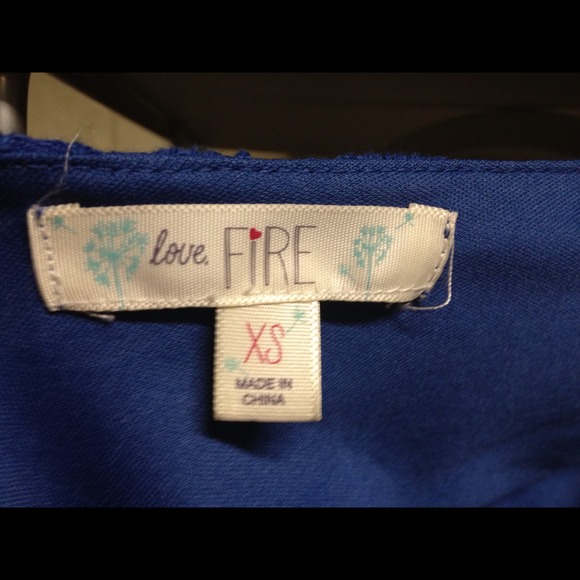 love, FiRE
XS
MADE IN
CHINA